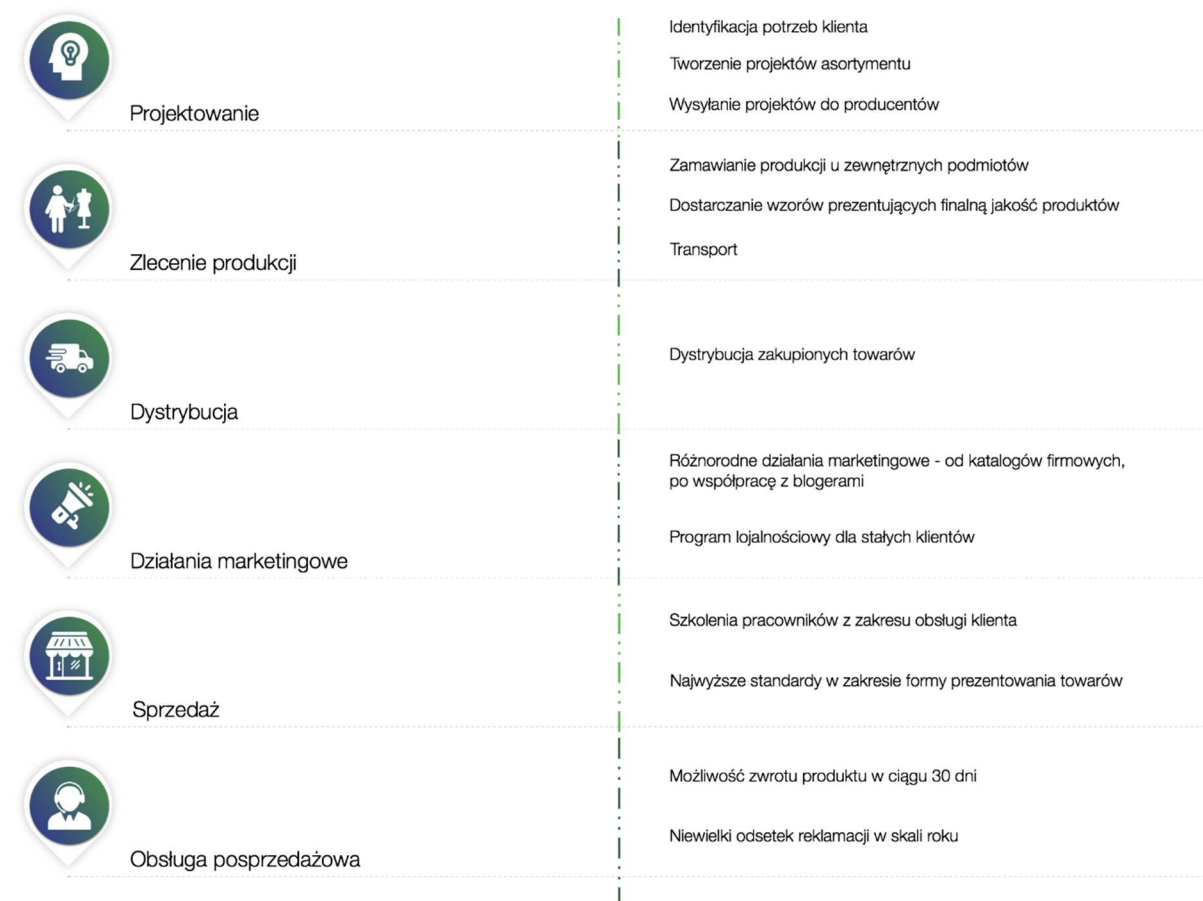 Projektowanie
Identyfikacja potrzeb klienta
Tworzenie projektów asortymentu
Wysyłanie projektów do producentów
Zlecenie produkcji
Zamawianie produkcji u zewnętrznych podmiotów
Dostarczanie wzorów prezentujących finalną jakość produktów
Transport
Dystrybucja
Dystrybucja zakupionych towarów
Działania marketingowe
Różnorodne działania marketingowe - od katalogów firmowych,
po współpracę z blogerami
Program lojalnościowy dla stałych klientów
Sprzedaż
Szkolenia pracowników z zakresu obsługi klienta
Najwyższe standardy w zakresie formy prezentowania towarów
Obsługa posprzedażowa
Możliwość zwrotu produktu w ciągu 30 dni
Niewielki odsetek reklamacji w skali roku